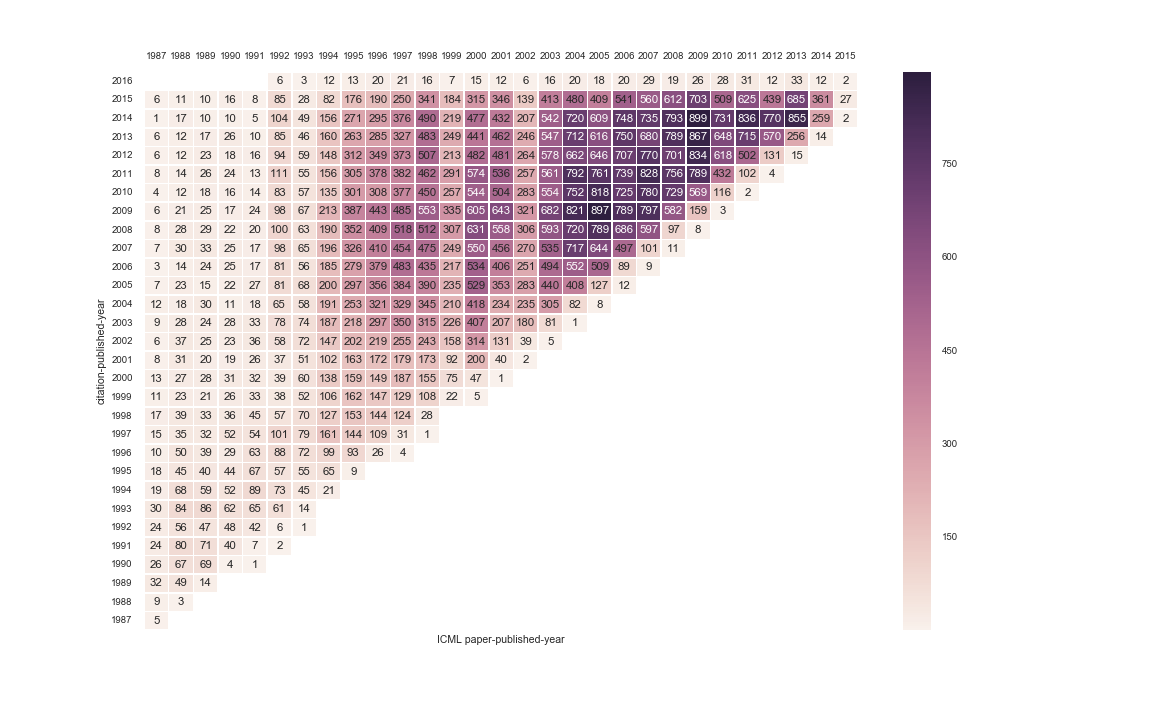 1987 1988 1989 1990 1991 1992 1993 1994 1995 1996 1997 1998 1999 2000 2001 2002 2003 2004 2005 2006 2007 2008 2009 2010 2011 2012 2013 2014 2015
2016 6 3 12 13 20 21 16 7 15 12 6 16 20 18 20 29 19 26 28 31 12 33 12 2
2015 6 11 10 16 8 85 28 82 176 190 250 341 184 315 346 139 413 480 409 541 560 612 703 509 625 439 685 361 27
2014 1 17 10 10 5 104 49 156 271 295 376 490 219 477 432 207 542 720 609 748 735 793 899 731 836 770 855 259 2
2013 6 12 17 26 10 85 46 160 263 285 327 483 249 441 462 246 547 712 616 750 680 789 867 648 715 570 256 14
2012 6 12 23 18 16 94 59 148 312 349 373 507 213 482 481 264 578 662 646 707 770 701 834 618 502 131 15
2011 8 14 26 24 13 111 55 156 305 378 382 462 291 574 536 257 561 792 761 739 828 756 789 432 102 4
2010 4 12 18 16 14 83 57 135 301 308 377 450 257 544 504 283 554 752 818 725 780 729 569 116 2
2009 6 21 25 17 24 98 67 213 387 443 485 553 335 605 643 321 682 821 897 789 797 582 159 3
750
2008 8 28 29 22 20 100 63 190 352 409 518 512 307 631 558 306 593 720 789 686 597 97 8
2007 7 30 33 25 17 98 65 196 326 410 454 475 249 550 456 270 535 717 644 497 101 11
600
2006 3 14 24 25 17 81 56 185 279 379 483 435 217 534 406 251 494 552 509 89 9
2005 7 23 15 22 27 81 68 200 297 356 384 390 235 529 353 283 440 408 127 12
2004 12 18 30 11 18 65 58 191 253 321 329 345 210 418 234 235 305 82 8
2003 9 28 24 28 33 78 74 187 218 297 350 315 226 407 207 180 81 1
2002 6 37 25 23 36 58 72 147 202 219 255 243 158 314 131 39 5
450
2001 8 31 20 19 26 37 51 102 163 172 179 173 92 200 40 2
2000 13 27 28 31 32 39 60 138 159 149 187 155 75 47 1
1999 11 23 21 26 33 38 52 106 162 147 129 108 22 5
1998 17 39 33 36 45 57 70 127 153 144 124 28
1997 15 35 32 52 54 101 79 161 144 109 31 1
300
1996 10 50 39 29 63 88 72 99 93 26 4
1995 18 45 40 44 67 57 55 65 9
1994 19 68 59 52 89 73 45 21
1993 30 84 86 62 65 61 14
1992 24 56 47 48 42 6 1
150
1991 24 80 71 40 7 2
1990 26 67 69 4 1
1989 32 49 14
1988 9 3
1987 5
citation-published-year
ICML paper-published-year